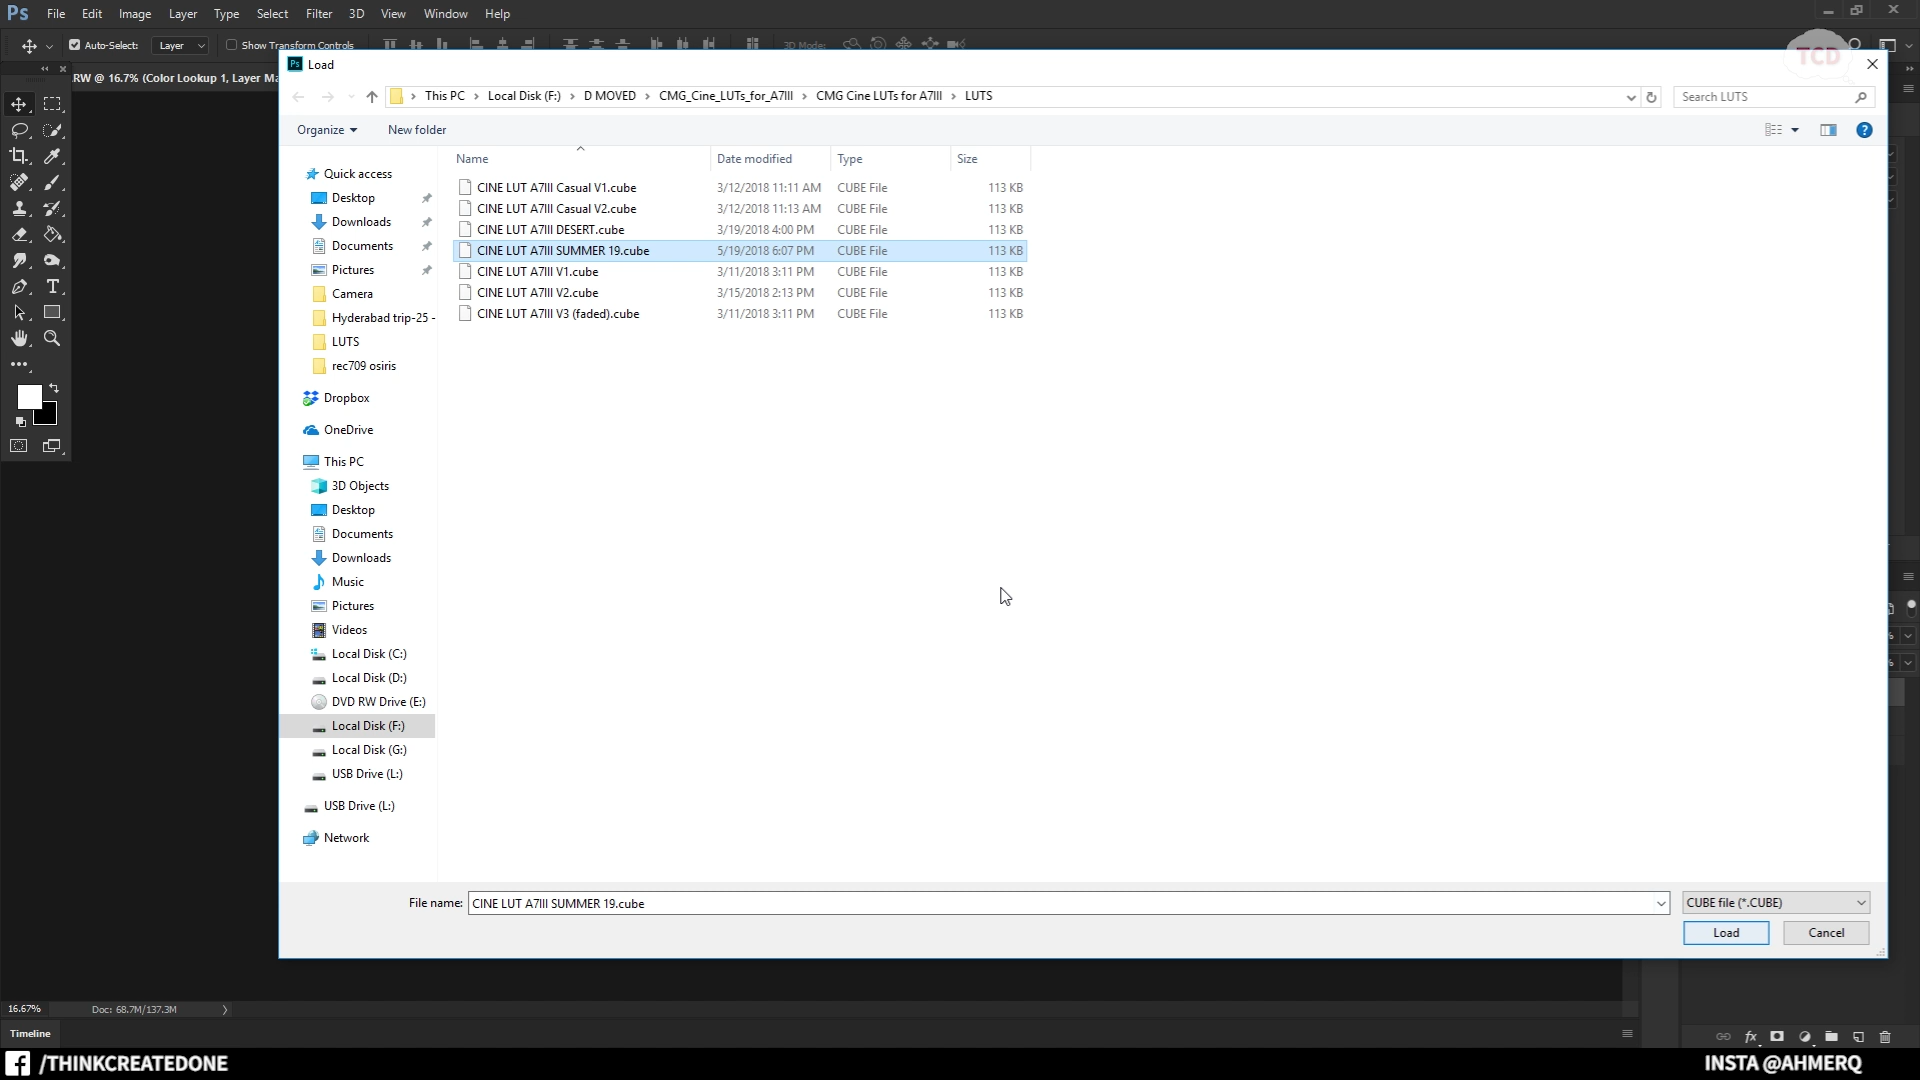 Ps File Edit Image Layer Type Select Filter 3D View Window Help
Auto-Select: Layer Show Transform Controls 3D Mode:
TCD
RW @ 16.7% (Color Lookup 1, Layer Ma
Load
This PC Local Disk (F:) D MOVED CMG_Cine_LUTs_for_A7III CMG Cine LUTs for A7III LUTS
Search LUTS
Organize New folder
Name Date modified Type Size
CINE LUT A7III Casual V1.cube 3/12/2018 11:11 AM CUBE File 113 KB
CINE LUT A7III Casual V2.cube 3/12/2018 11:13 AM CUBE File 113 KB
CINE LUT A7III DESERT.cube 3/19/2018 4:00 PM CUBE File 113 KB
CINE LUT A7III SUMMER 19.cube 5/19/2018 6:07 PM CUBE File 113 KB
CINE LUT A7III V1.cube 3/11/2018 3:11 PM CUBE File 113 KB
CINE LUT A7III V2.cube 3/15/2018 2:13 PM CUBE File 113 KB
CINE LUT A7III V3 (faded).cube 3/11/2018 3:11 PM CUBE File 113 KB
Quick access
Desktop
Downloads
Documents
Pictures
Camera
Hyderabad trip-25 -
LUTS
rec709 osiris
Dropbox
OneDrive
This PC
3D Objects
Desktop
Documents
Downloads
Music
Pictures
Videos
Local Disk (C:)
Local Disk (D:)
DVD RW Drive (E:)
Local Disk (F:)
Local Disk (G:)
USB Drive (L:)
USB Drive (L:)
Network
File name: CINE LUT A7III SUMMER 19.cube CUBE file (*.CUBE)
Load Cancel
16.67% Doc: 68.7M/137.3M
Timeline
/THINKCREATEDONE INSTA @AHMERQ